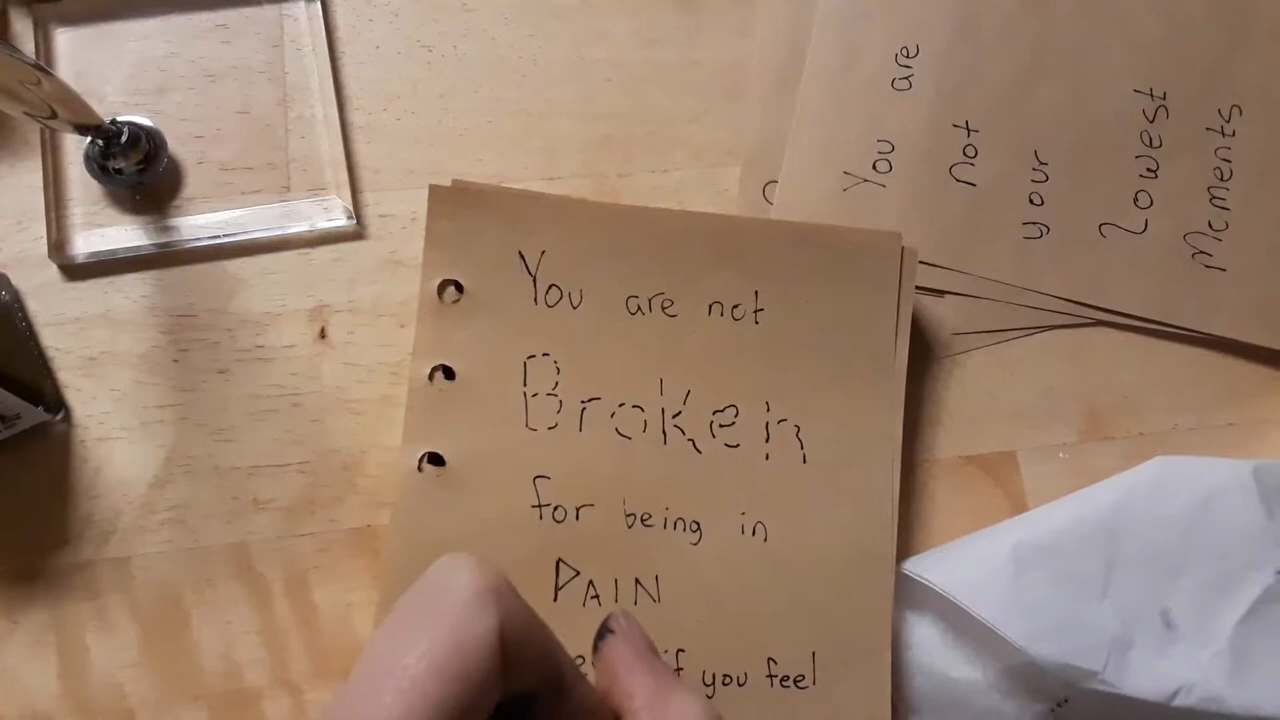 You are not
Broken
for being in
PAIN
if you feel
You are
not
your
Lowest
Moments